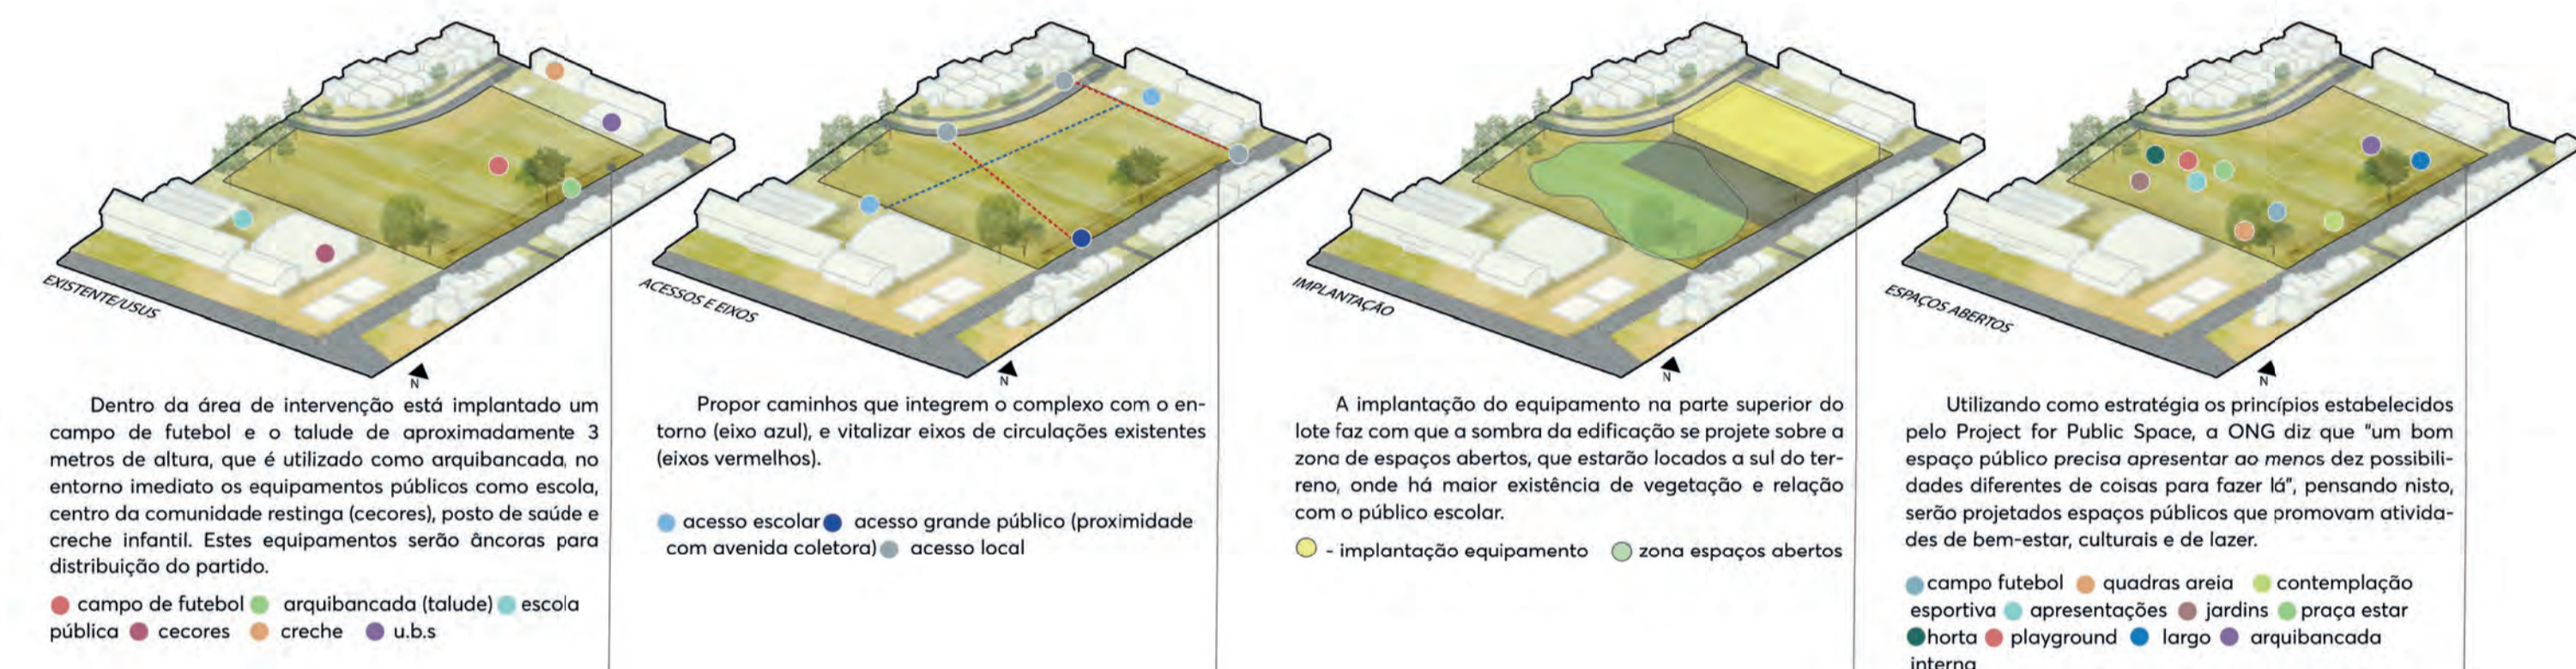 EXISTENTE/USUS
N
Dentro da área de intervenção está implantado um
campo de futebol e o talude de aproximadamente 3
metros de altura, que é utilizado como arquibancada, no
entorno imediato os equipamentos públicos como escola,
centro da comunidade restinga (cecores), posto de saúde e
creche infantil. Estes equipamentos serão âncoras para
distribuição do partido.
campo de futebol arquibancada (talude) escola
pública cecores creche u.b.s
ACESSOS E EIXOS
N
Propor caminhos que integrem o complexo com o en-
torno (eixo azul), e vitalizar eixos de circulações existentes
(eixos vermelhos).
acesso escolar acesso grande público (proximidade
com avenida coletora) acesso local
IMPLANTAÇÃO
N
A implantação do equipamento na parte superior do
lote faz com que a sombra da edificação se projete sobre a
zona de espaços abertos, que estarão locados a sul do ter-
reno, onde há maior existência de vegetação e relação
com o público escolar.
- implantação equipamento zona espaços abertos
ESPAÇOS ABERTOS
N
Utilizando como estratégia os princípios estabelecidos
pelo Project for Public Space, a ONG diz que "um bom
espaço público precisa apresentar ao menos dez possibili-
dades diferentes de coisas para fazer lá", pensando nisto,
serão projetados espaços públicos que promovam ativida-
des de bem-estar, culturais e de lazer.
campo futebol quadras areia contemplação
esportiva apresentações jardins praça estar
horta playground largo arquibancada
interna